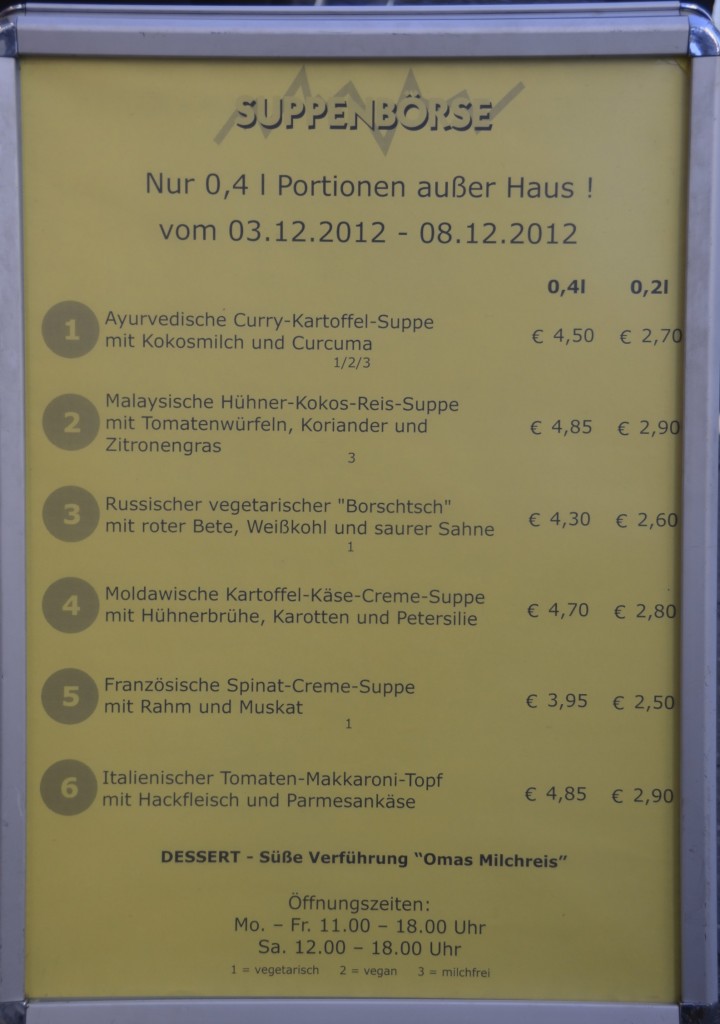 SUPPENBÖRSE
Nur 0,4 l Portionen außer Haus !
vom 03.12.2012 - 08.12.2012
0,4l 0,2l
1 Ayurvedische Curry-Kartoffel-Suppe
mit Kokosmilch und Curcuma € 4,50 € 2,70
1/2/3
2 Malaysische Hühner-Kokos-Reis-Suppe
mit Tomatenwürfeln, Koriander und € 4,85 € 2,90
Zitronengras
3
3 Russischer vegetarischer "Borschtsch"
mit roter Bete, Weißkohl und saurer Sahne € 4,30 € 2,60
1
4 Moldawische Kartoffel-Käse-Creme-Suppe
mit Hühnerbrühe, Karotten und Petersilie € 4,70 € 2,80
5 Französische Spinat-Creme-Suppe
mit Rahm und Muskat € 3,95 € 2,50
1
6 Italienischer Tomaten-Makkaroni-Topf
mit Hackfleisch und Parmesankäse € 4,85 € 2,90
DESSERT - Süße Verführung “Omas Milchreis”
Öffnungszeiten:
Mo. – Fr. 11.00 – 18.00 Uhr
Sa. 12.00 – 18.00 Uhr
1 = vegetarisch 2 = vegan 3 = milchfrei